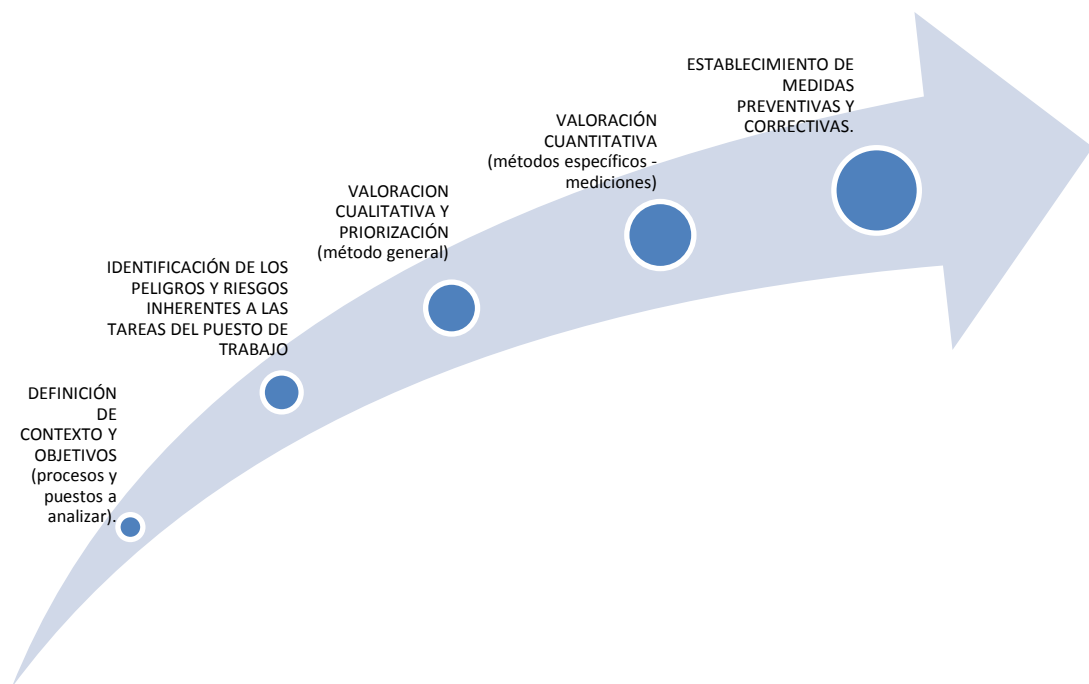 DEFINICIÓN
DE
CONTEXTO Y
OBJETIVOS
(procesos y
puestos a
analizar).
IDENTIFICACIÓN DE LOS
PELIGROS Y RIESGOS
INHERENTES A LAS
TAREAS DEL PUESTO DE
TRABAJO
VALORACION
CUALITATIVA Y
PRIORIZACIÓN
(método general)
VALORACIÓN
CUANTITATIVA
(métodos específicos -
mediciones)
ESTABLECIMIENTO DE
MEDIDAS
PREVENTIVAS Y
CORRECTIVAS.